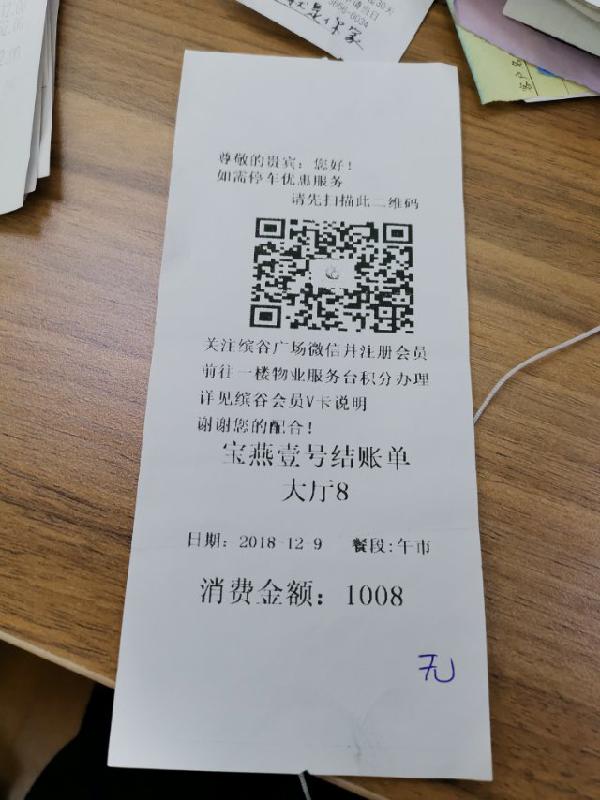 尊敬的贵宾：您好！
如需停车优惠服务
请先扫描此二维码
关注缤谷广场微信并注册会员
前往一楼物业服务台积分办理
详见缤谷会员V卡说明
谢谢您的配合！
宝燕壹号结账单
大厅8
日期：2018-12-9 餐段:午市
消费金额：1008
无